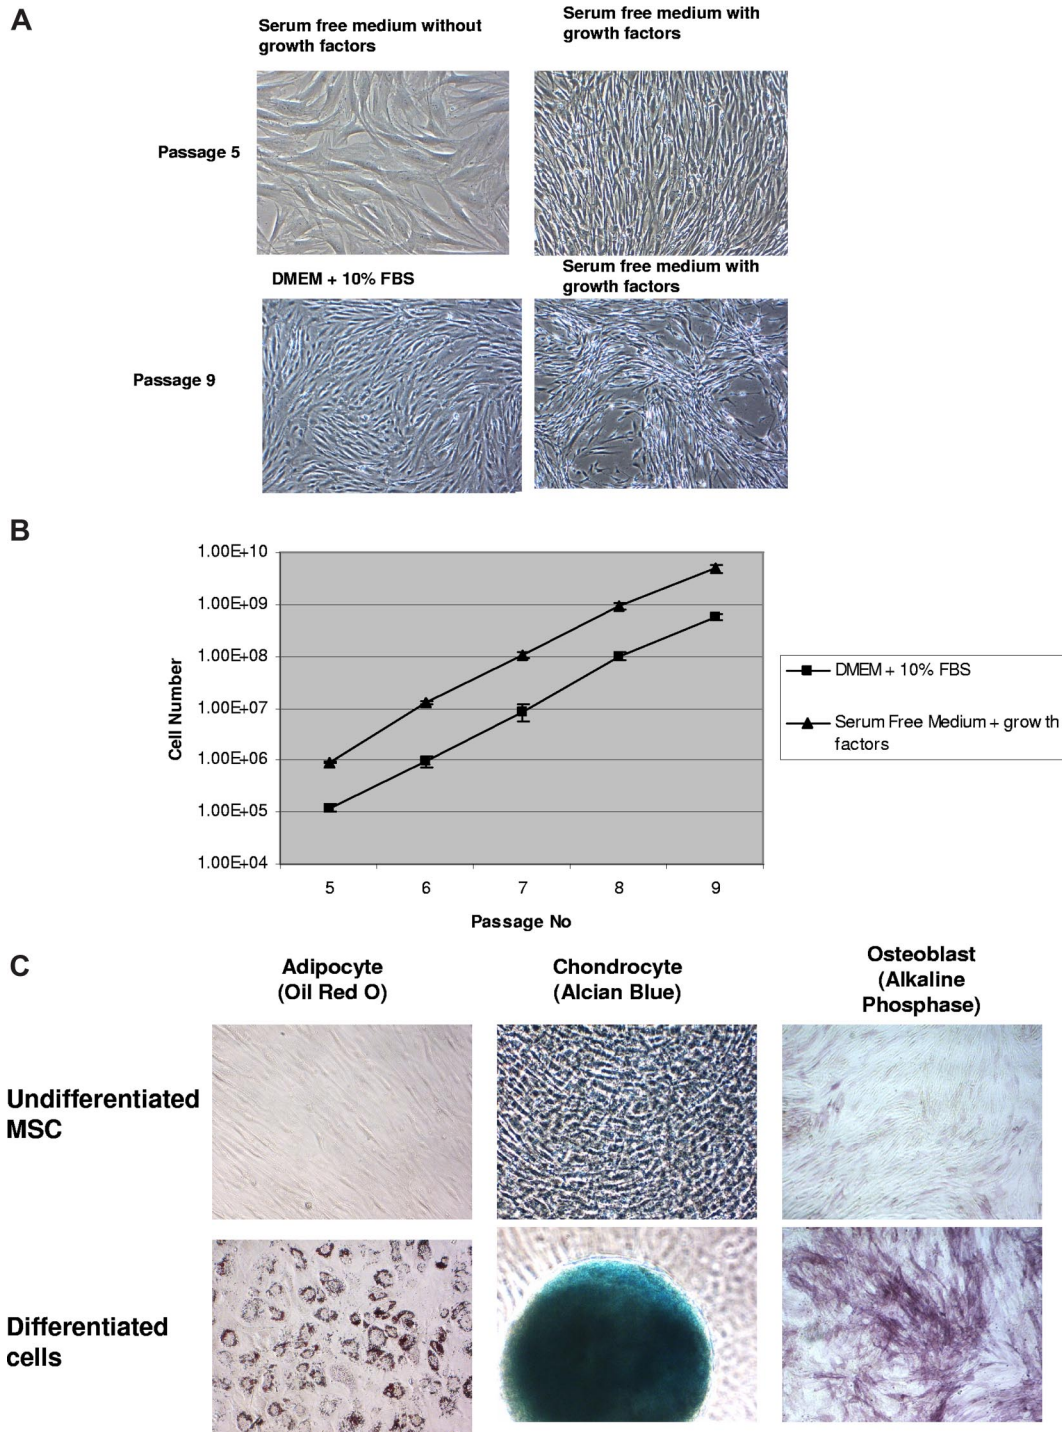 A
Serum free medium without
growth factors
Serum free medium with
growth factors
Passage 5
DMEM + 10% FBS
Serum free medium with
growth factors
Passage 9
B
1.00E+10
1.00E+09
1.00E+08
1.00E+07
1.00E+06
1.00E+05
1.00E+04
Cell Number
5 6 7 8 9
Passage No
DMEM + 10% FBS
Serum Free Medium + growth
factors
C
Adipocyte
(Oil Red O)
Chondrocyte
(Alcian Blue)
Osteoblast
(Alkaline
Phosphase)
Undifferentiated
MSC
Differentiated
cells